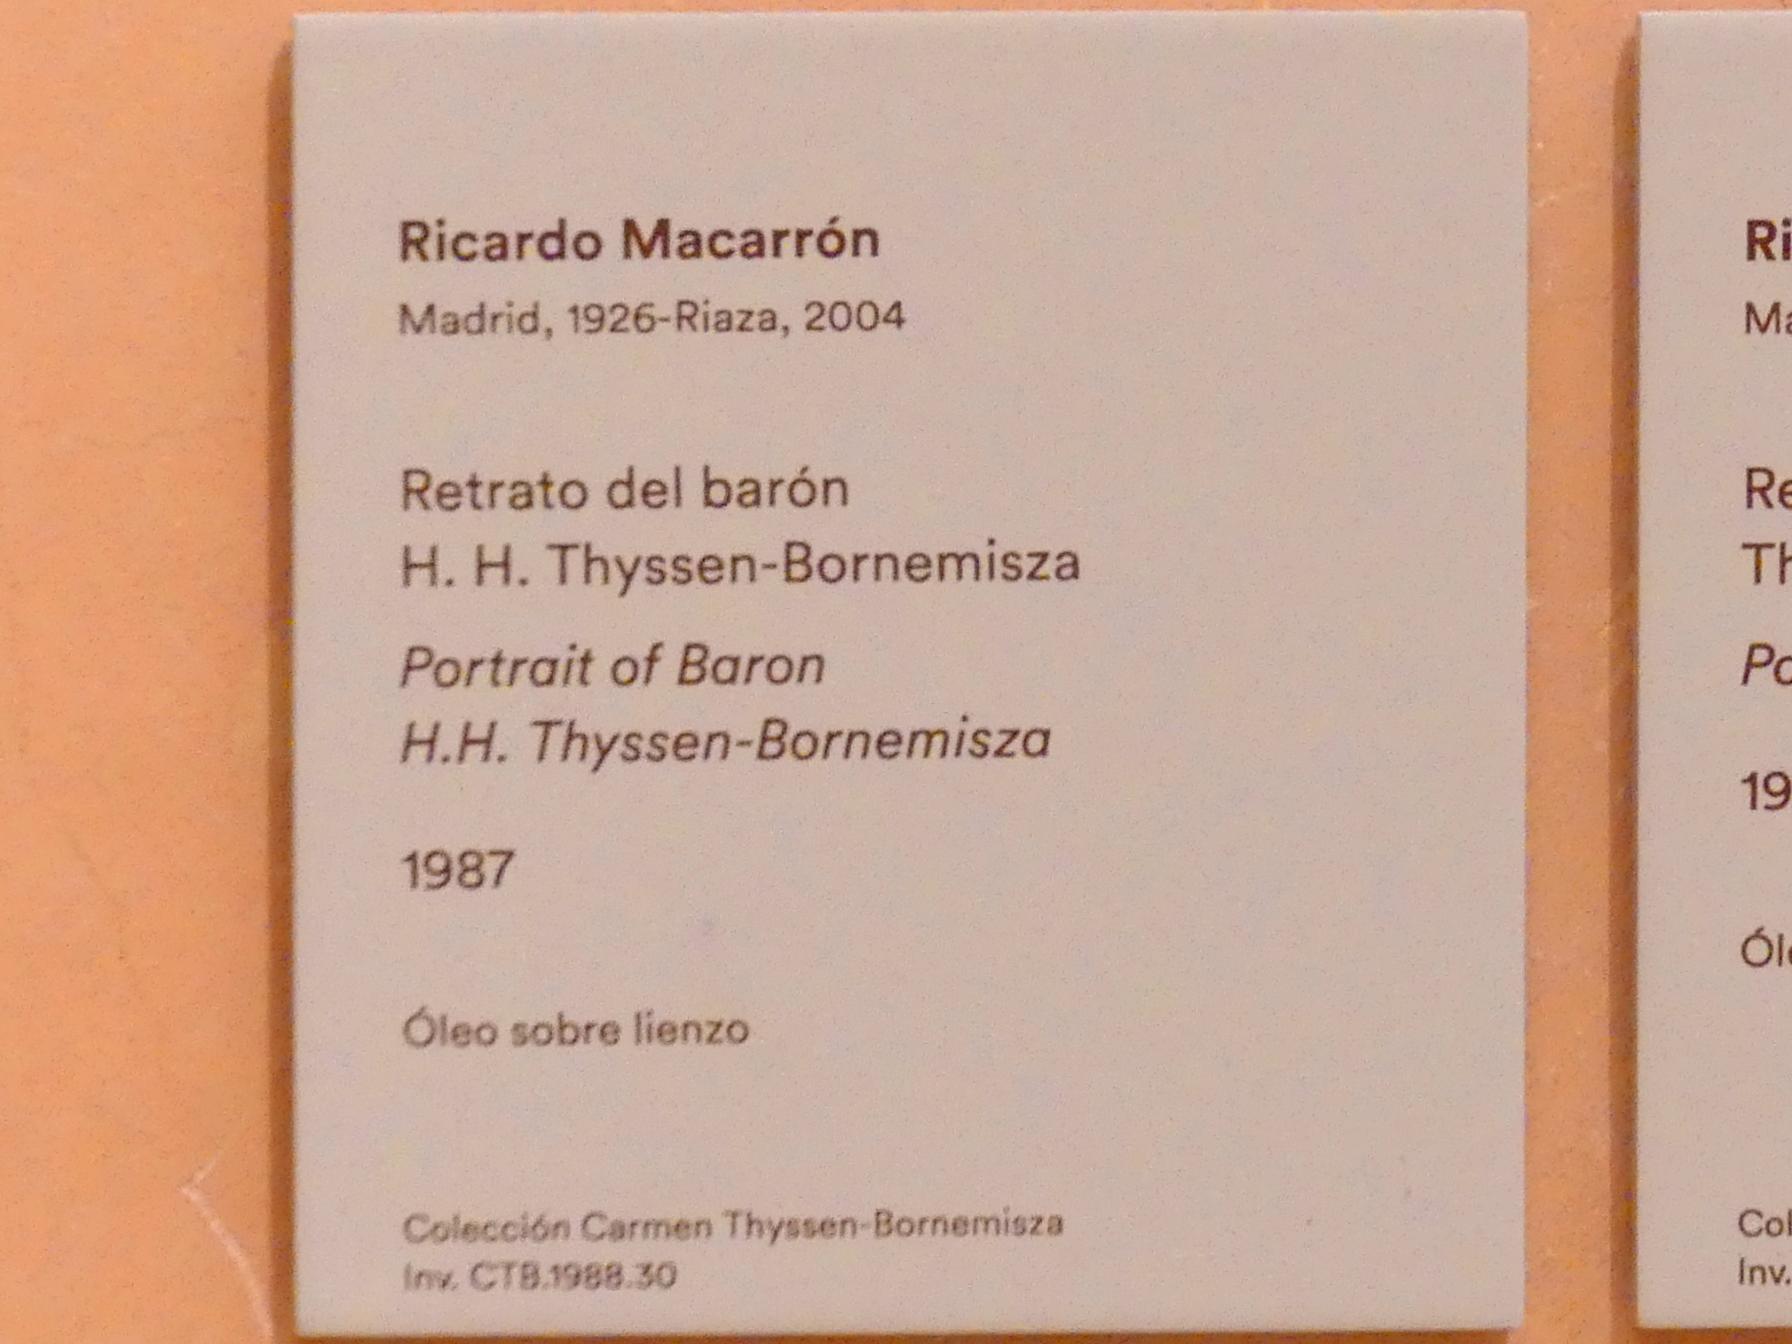 Ricardo Macarrón
Madrid, 1926-Riaza, 2004
Retrato del barón
H. H. Thyssen-Bornemisza
Portrait of Baron
H.H. Thyssen-Bornemisza
1987
Óleo sobre lienzo
Colección Carmen Thyssen-Bornemisza
Inv. CTB.1988.30
Inv.